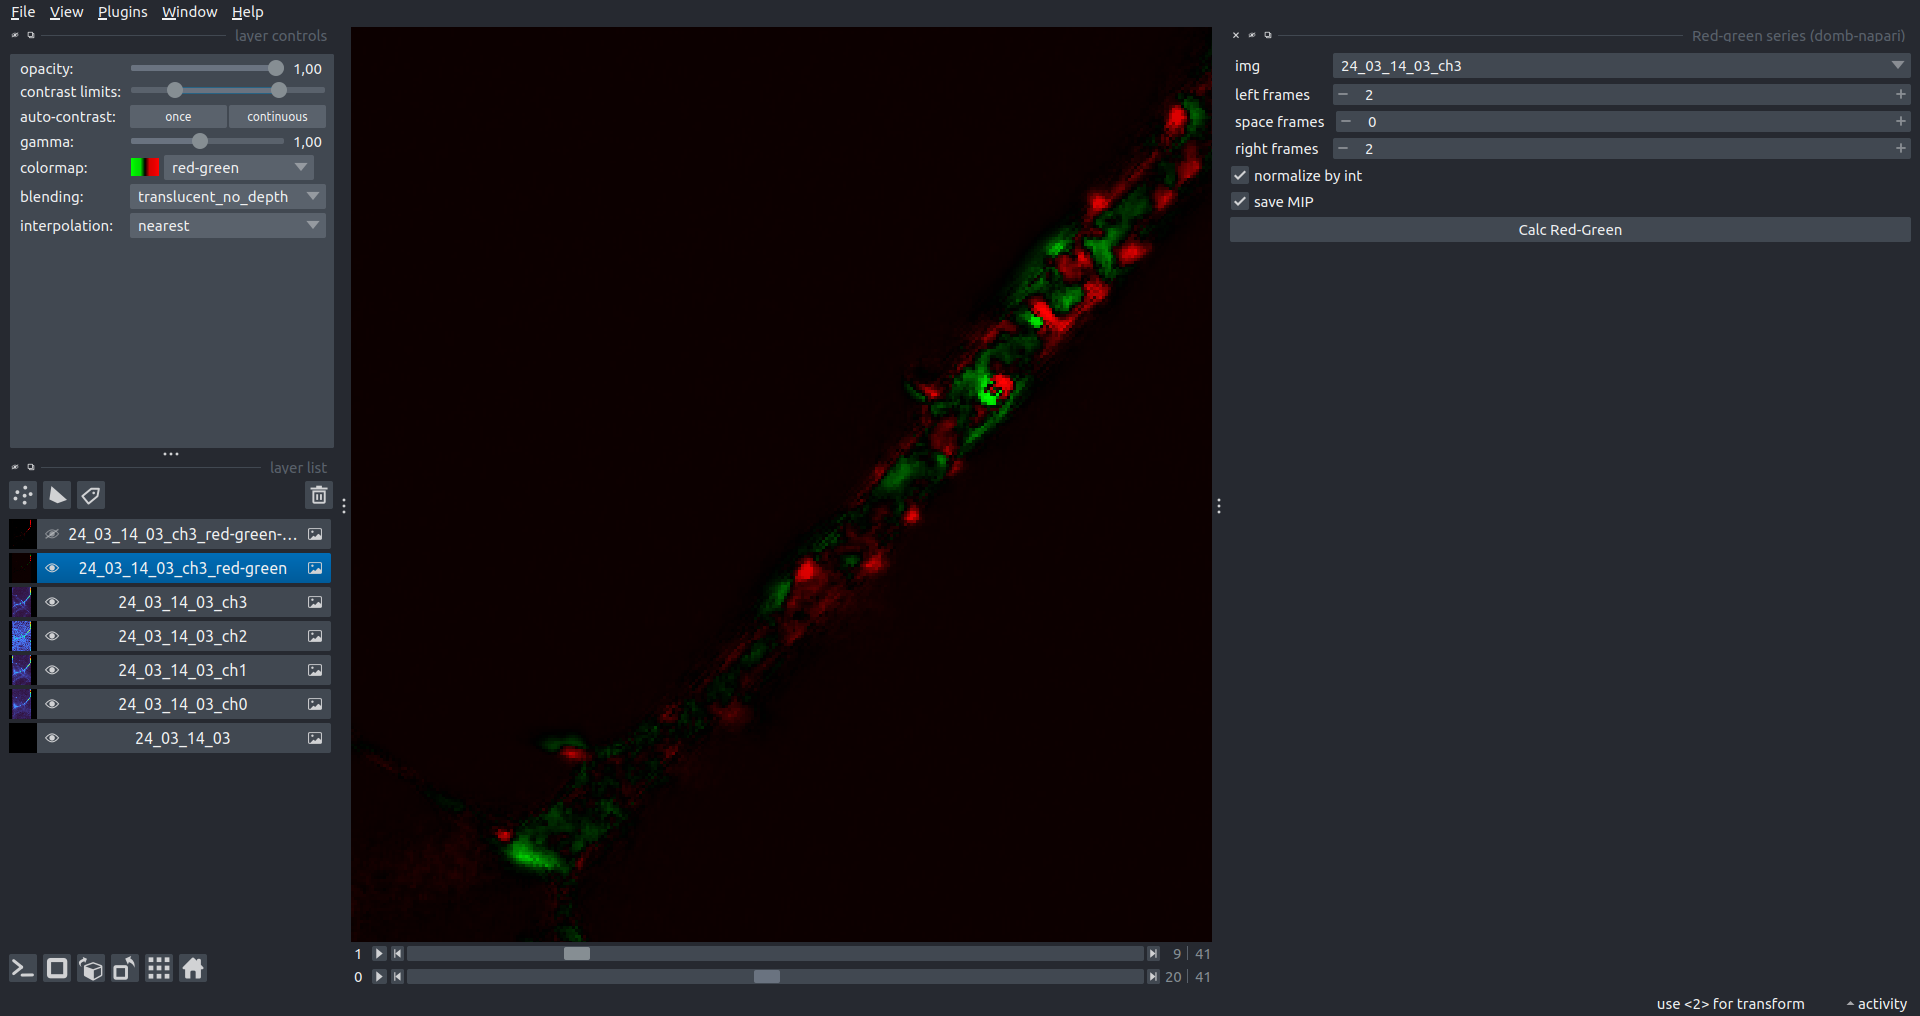 File View Plugins Window Help
layer controls
opacity: 1,00
contrast limits:
auto-contrast: once continuous
gamma: 1,00
colormap: red-green
blending: translucent_no_depth
interpolation: nearest
layer list
24_03_14_03_ch3_red-green-...
24_03_14_03_ch3_red-green
24_03_14_03_ch3
24_03_14_03_ch2
24_03_14_03_ch1
24_03_14_03_ch0
24_03_14_03
1 9 | 41
0 20 | 41
Red-green series (domb-napari)
img 24_03_14_03_ch3
left frames 2
space frames 0
right frames 2
normalize by int
save MIP
Calc Red-Green
use <2> for transform activity